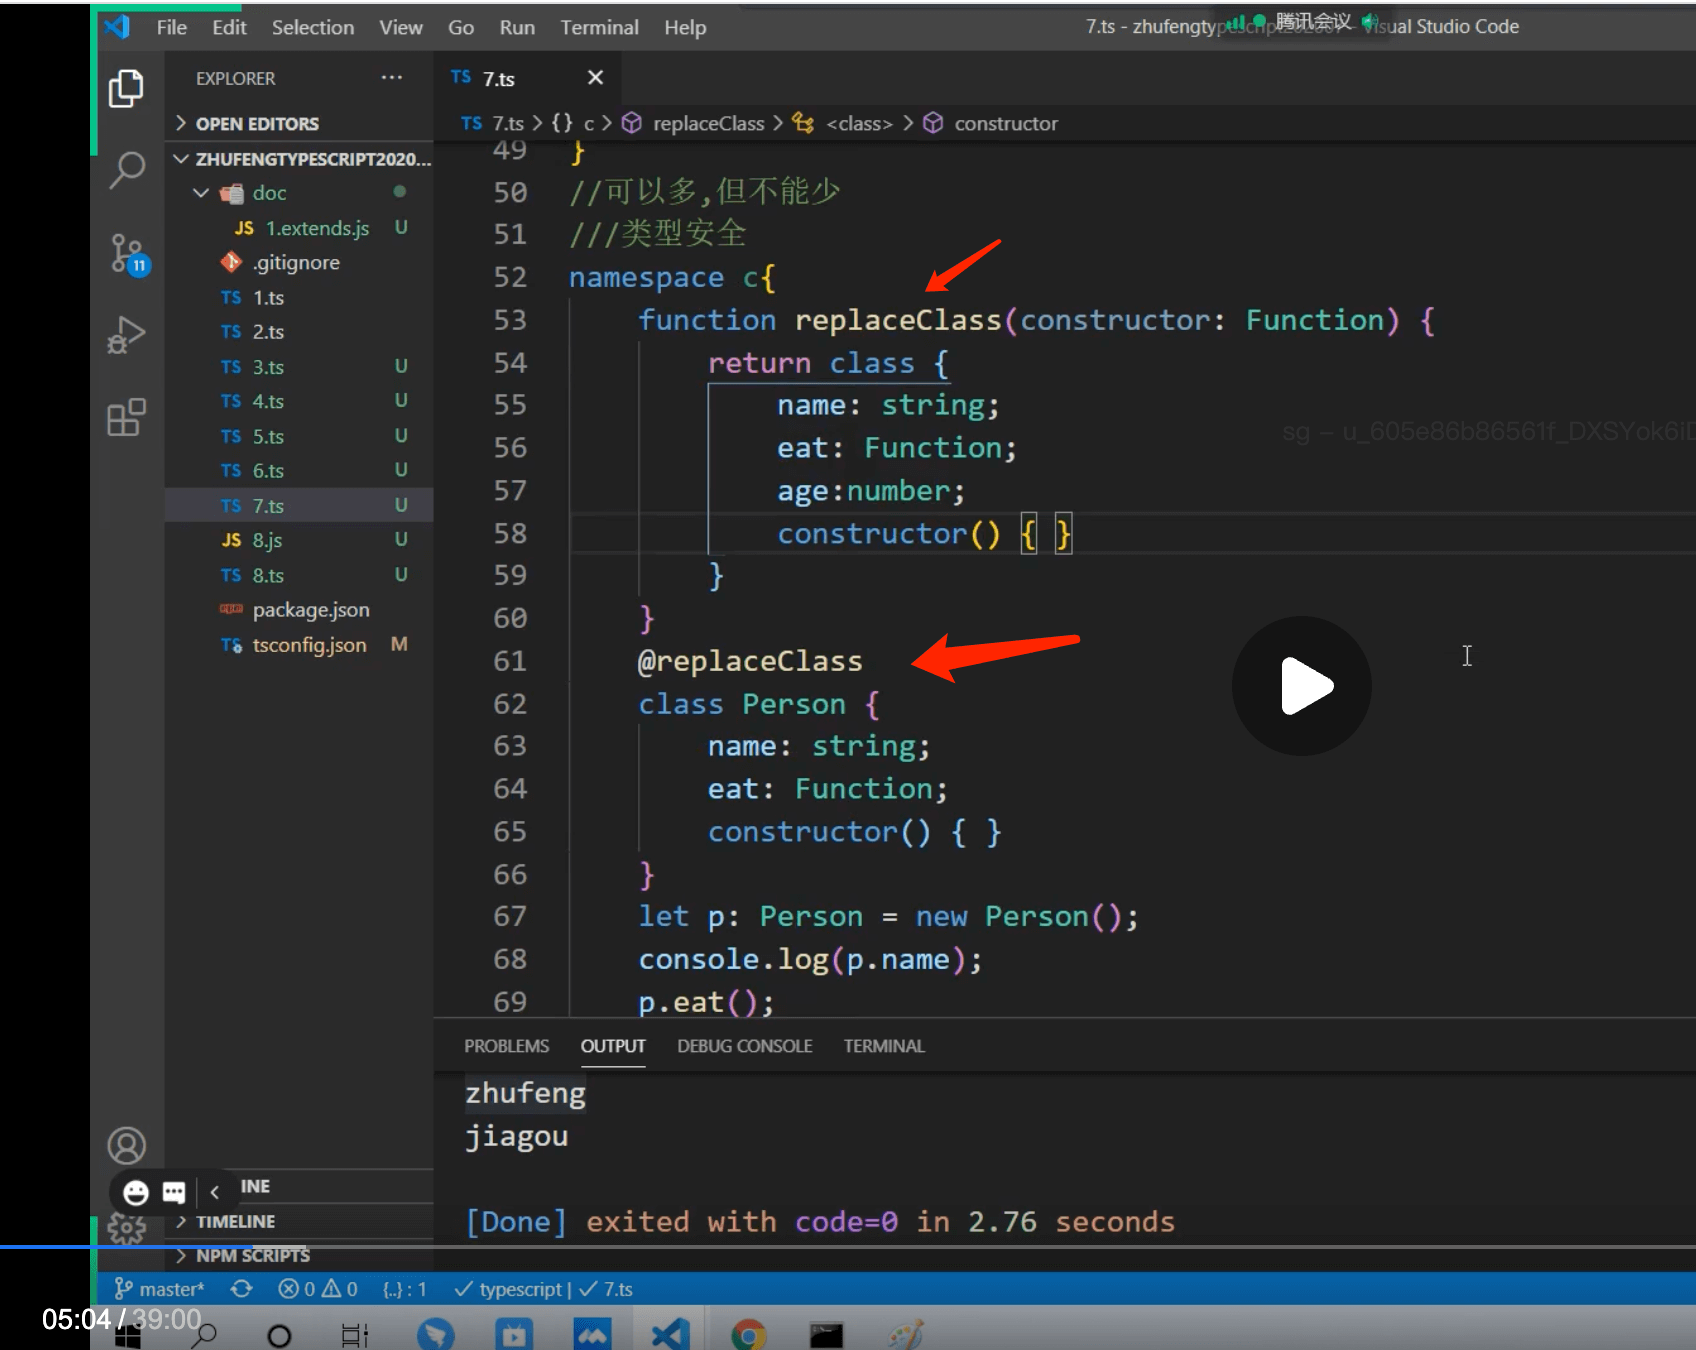 File Edit Selection View Go Run Terminal Help
7.ts - zhufengty
腾讯会议
sual Studio Code
EXPLORER ···
TS 7.ts ×
OPEN EDITORS
TS 7.ts > {} c > replaceClass > <class> > constructor
ZHUFENGTYPESCRIPT2020...
doc
JS 1.extends.js U
.gitignore
TS 1.ts
TS 2.ts
TS 3.ts U
TS 4.ts U
TS 5.ts U
TS 6.ts U
TS 7.ts U
JS 8.js U
TS 8.ts U
package.json
tsconfig.json M
11
49 }
50 //可以多,但不能少
51 ///类型安全
52 namespace c{
53 function replaceClass(constructor: Function) {
54 return class {
55 name: string;
56 eat: Function;
57 age:number;
58 constructor() { }
59 }
60 }
61 @replaceClass
62 class Person {
63 name: string;
64 eat: Function;
65 constructor() { }
66 }
67 let p: Person = new Person();
68 console.log(p.name);
69 p.eat();
sg – u_605e86b86561f_DXSYok6iD
PROBLEMS OUTPUT DEBUG CONSOLE TERMINAL
zhufeng
jiagou
[Done] exited with code=0 in 2.76 seconds
INE
TIMELINE
NPM SCRIPTS
master* 0 0 {..} : 1 typescript | 7.ts
05:04 / 39:00